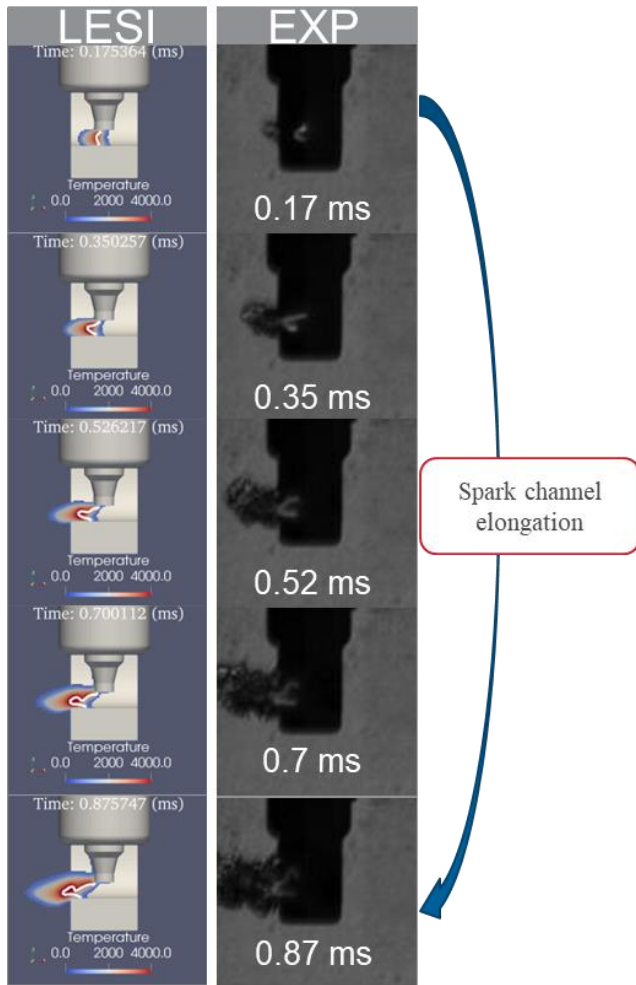 LESI
EXP
Time: 0.175364 (ms)
Temperature
0.0 2000 4000.0
0.17 ms
Time: 0.350257 (ms)
Temperature
0.0 2000 4000.0
0.35 ms
Time: 0.526217 (ms)
Temperature
0.0 2000 4000.0
0.52 ms
Time: 0.700112 (ms)
Temperature
0.0 2000 4000.0
0.7 ms
Time: 0.875747 (ms)
Temperature
0.0 2000 4000.0
0.87 ms
Spark channel
elongation